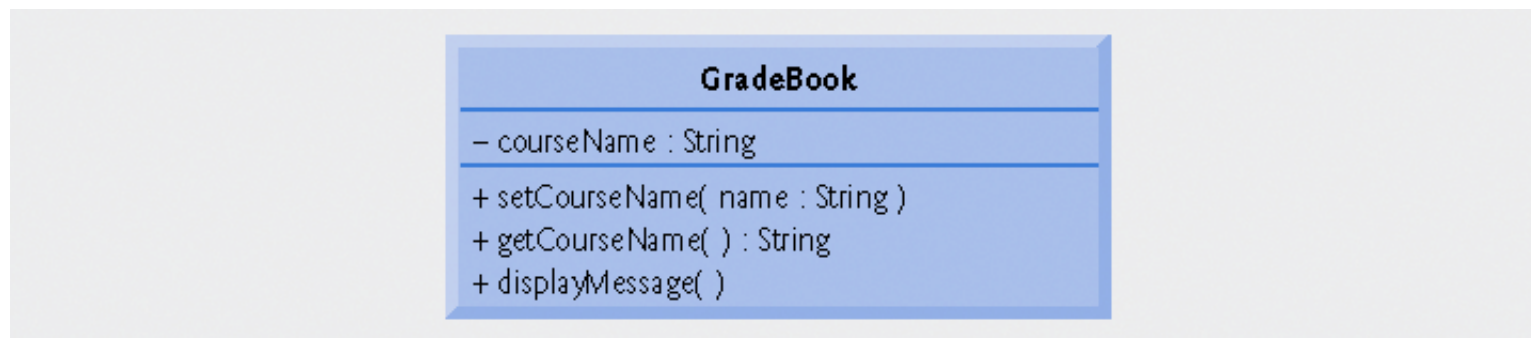 GradeBook
– courseName : String
+ setCourseName( name : String )
+ getCourseName( ) : String
+ displayMessage( )